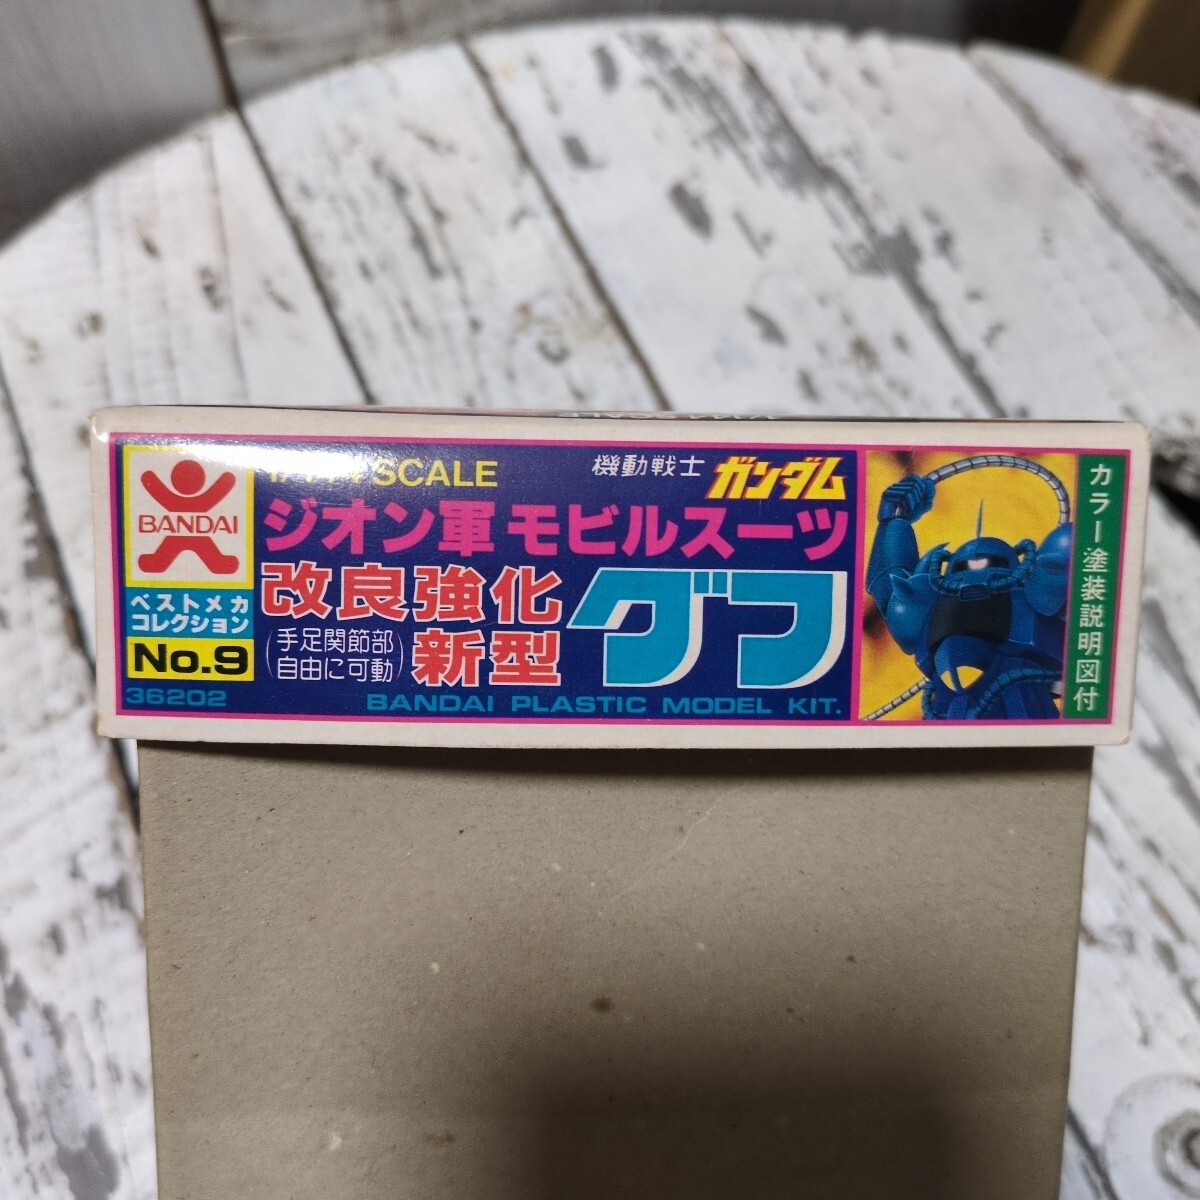 BANDAI
ベストメカ
コレクション
No.9
36202
1/144 SCALE
機動戦士 ガンダム
ジオン軍 モビルスーツ
改良強化
新型
(手足関節部
自由に可動)
グフ
BANDAI PLASTIC MODEL KIT.
カラー塗装説明図付